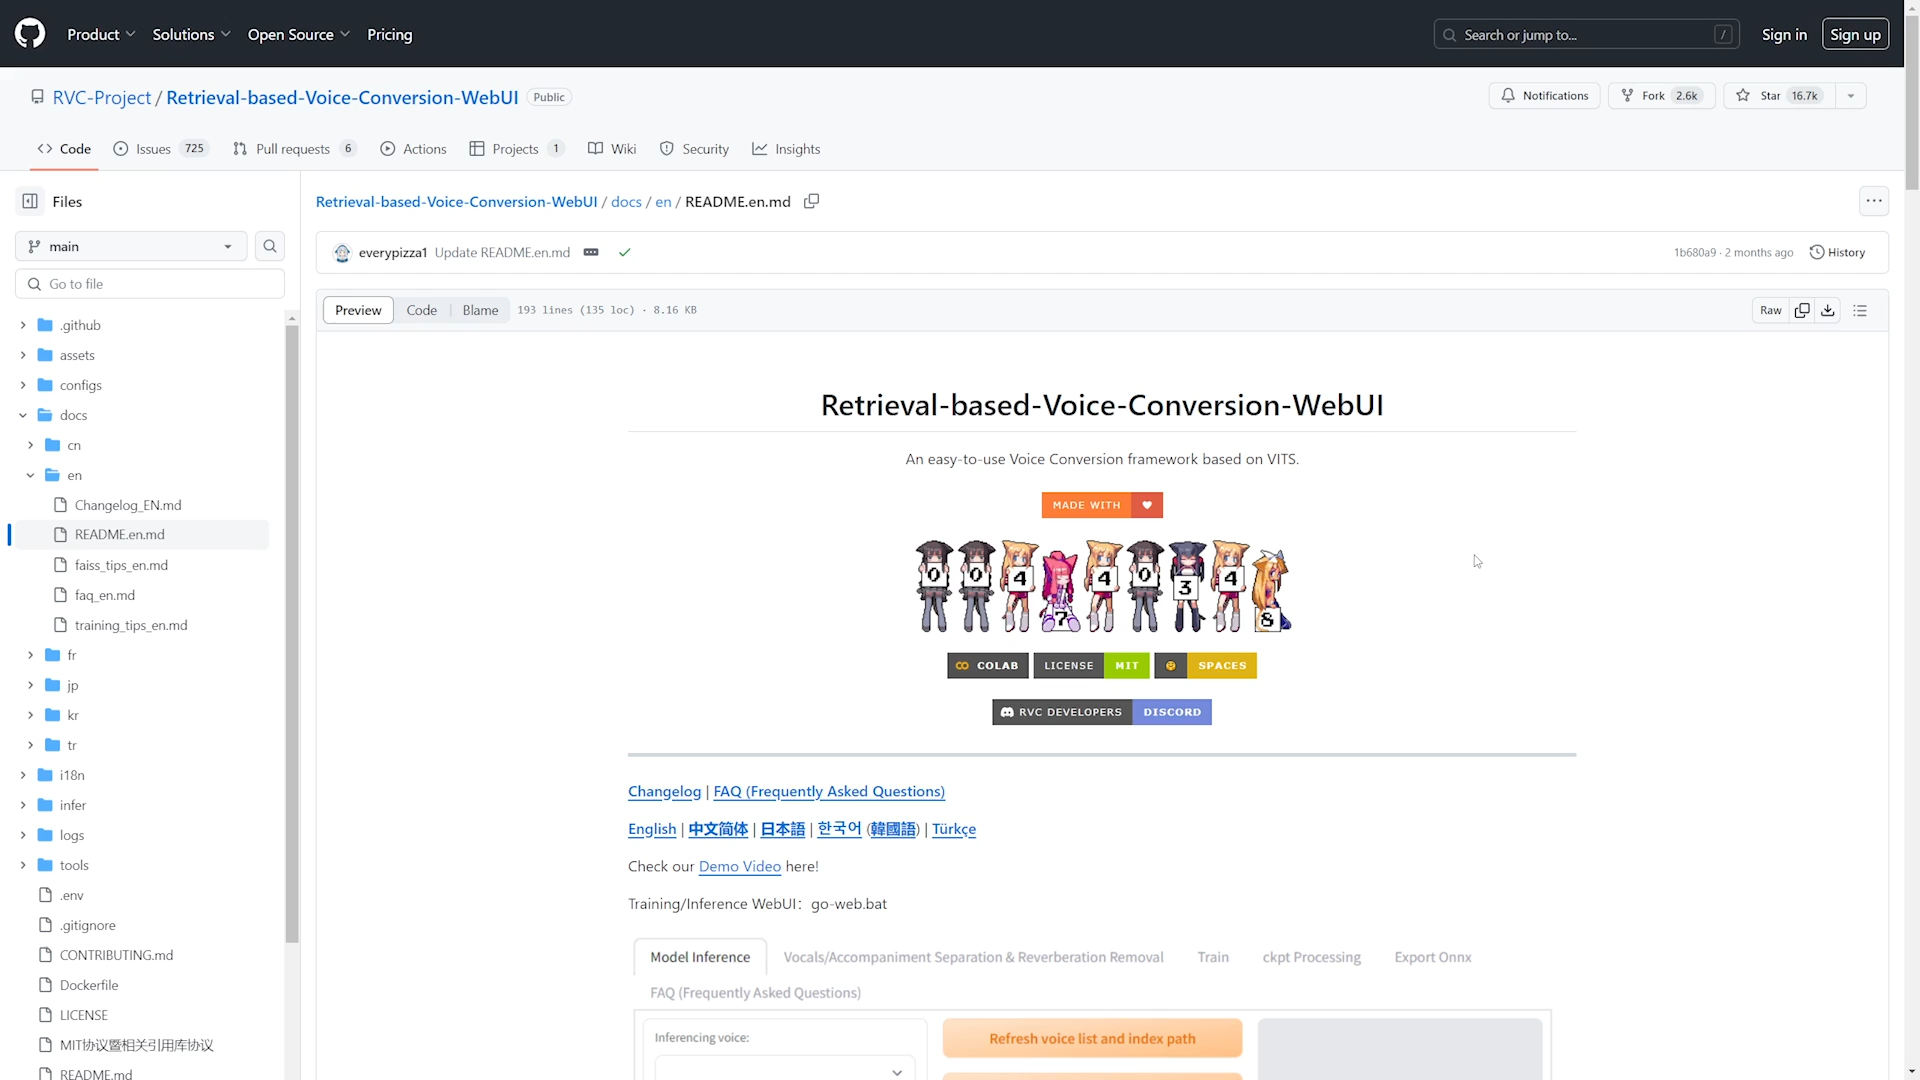 Product Solutions Open Source Pricing Search or jump to... / Sign in Sign up
RVC-Project / Retrieval-based-Voice-Conversion-WebUI Public Notifications Fork 2.6k Star 16.7k
Code Issues 725 Pull requests 6 Actions Projects 1 Wiki Security Insights
Files
main
Go to file
.github
assets
configs
docs
cn
en
Changelog_EN.md
README.en.md
faiss_tips_en.md
faq_en.md
training_tips_en.md
fr
jp
kr
tr
i18n
infer
logs
tools
.env
.gitignore
CONTRIBUTING.md
Dockerfile
LICENSE
MIT协议暨相关引用库协议
README.md
Retrieval-based-Voice-Conversion-WebUI / docs / en / README.en.md
everypizza1 Update README.en.md 1b680a9 · 2 months ago History
Preview Code Blame 193 lines (135 loc) · 8.16 KB Raw
Retrieval-based-Voice-Conversion-WebUI
An easy-to-use Voice Conversion framework based on VITS.
MADE WITH
0 0 4 7 4 0 3 4 8
COLAB LICENSE MIT SPACES
RVC DEVELOPERS DISCORD
Changelog | FAQ (Frequently Asked Questions)
English | 中文简体 | 日本語 | 한국어 (韓國語) | Türkçe
Check our Demo Video here!
Training/Inference WebUI：go-web.bat
Model Inference Vocals/Accompaniment Separation & Reverberation Removal Train ckpt Processing Export Onnx
FAQ (Frequently Asked Questions)
Inferencing voice:
Refresh voice list and index path